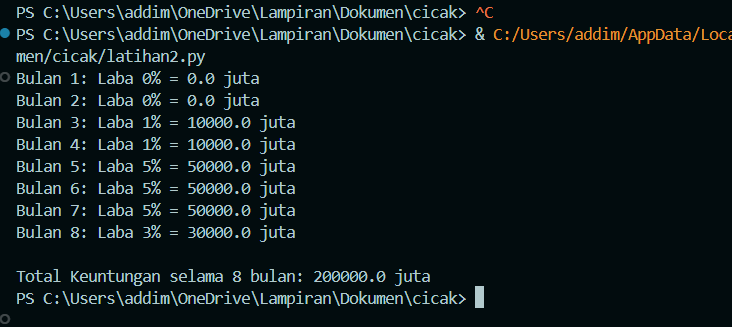 PS C:\Users\addim\OneDrive\Lampiran\Dokumen\cicak> ^C
PS C:\Users\addim\OneDrive\Lampiran\Dokumen\cicak> & C:/Users/addim/AppData/Loca
men/cicak/latihan2.py
Bulan 1: Laba 0% = 0.0 juta
Bulan 2: Laba 0% = 0.0 juta
Bulan 3: Laba 1% = 10000.0 juta
Bulan 4: Laba 1% = 10000.0 juta
Bulan 5: Laba 5% = 50000.0 juta
Bulan 6: Laba 5% = 50000.0 juta
Bulan 7: Laba 5% = 50000.0 juta
Bulan 8: Laba 3% = 30000.0 juta
Total Keuntungan selama 8 bulan: 200000.0 juta
PS C:\Users\addim\OneDrive\Lampiran\Dokumen\cicak>